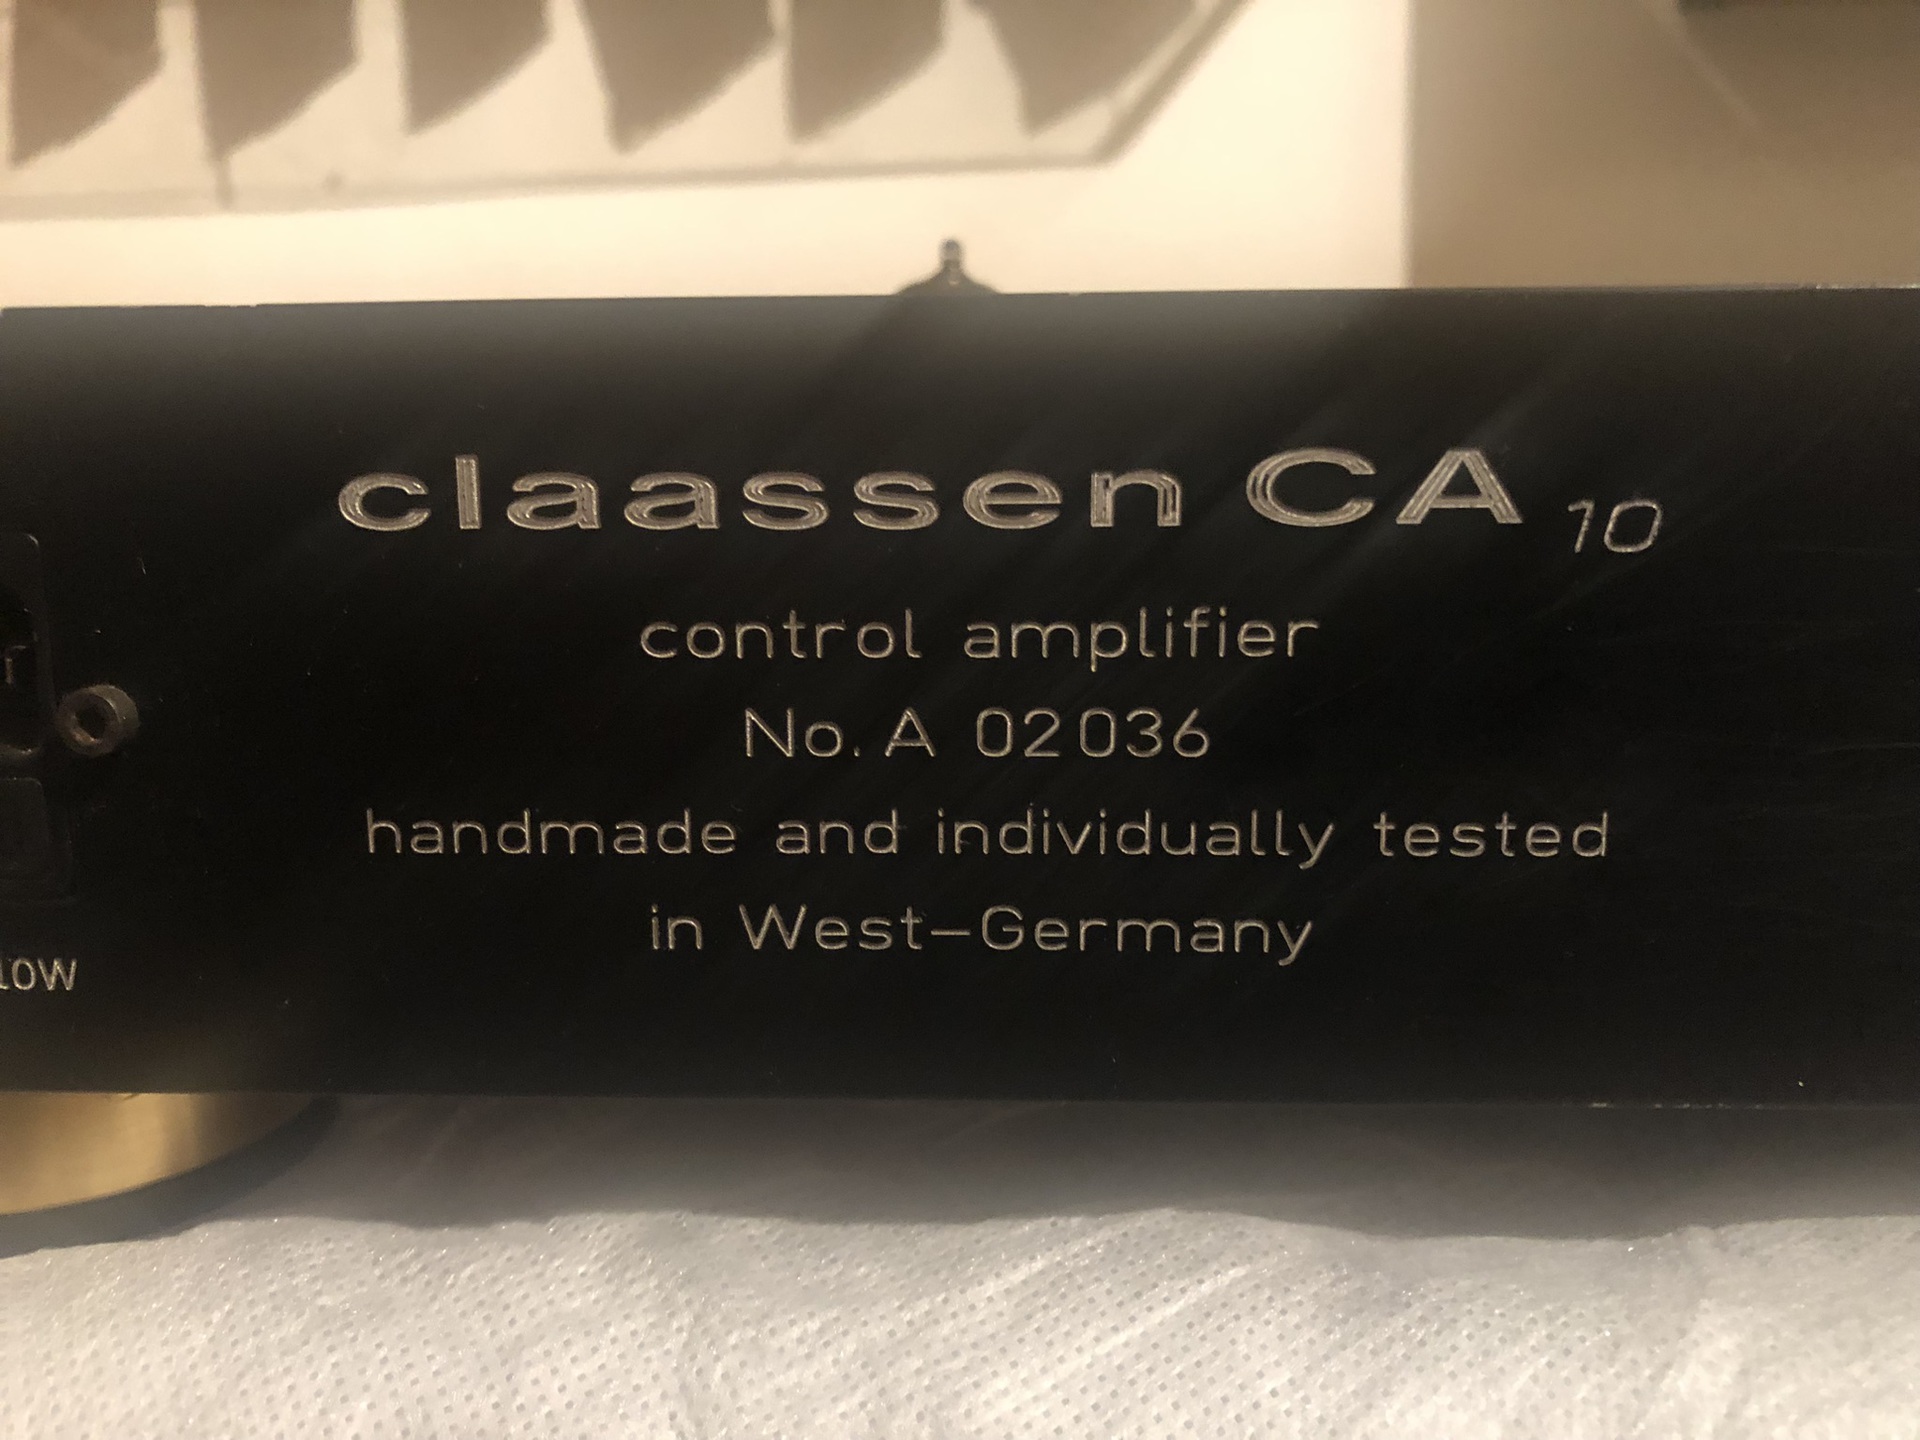 claassen CA 10
control amplifier
No. A 02036
handmade and individually tested
in West-Germany